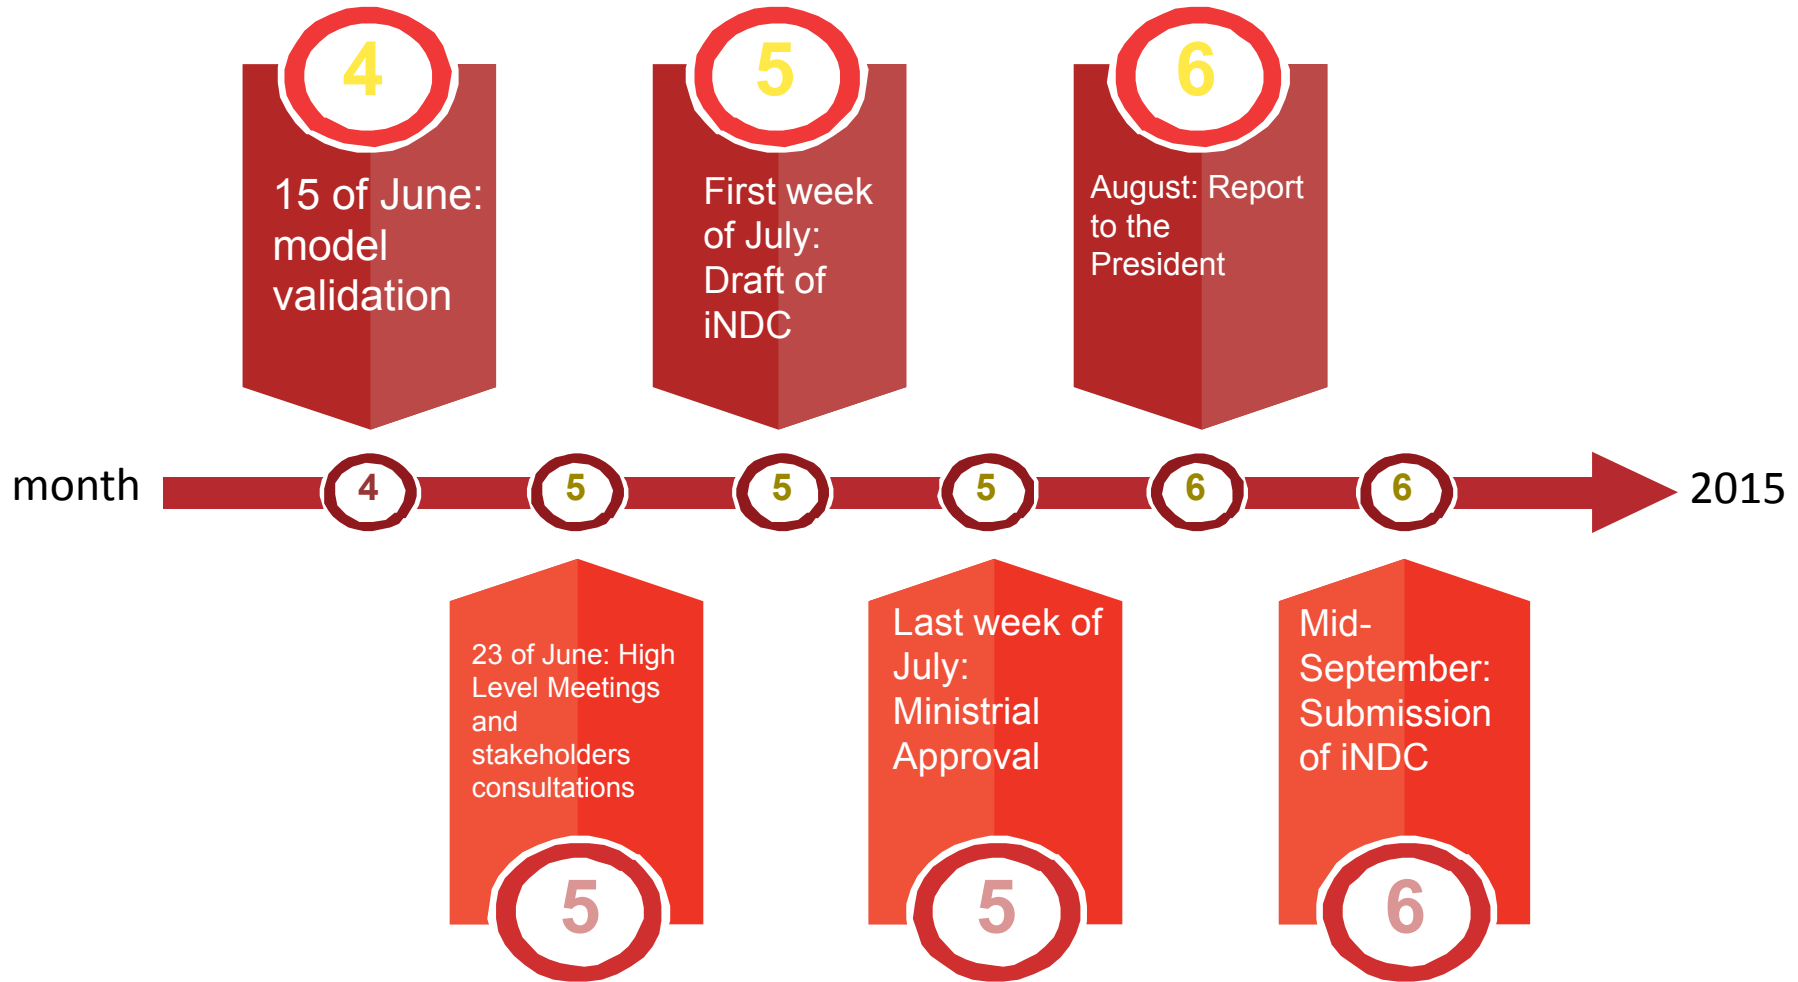 4
15 of June:
model
validation
5
First week
of July:
Draft of
iNDC
6
August: Report
to the
President
month
4
5
5
5
6
6
2015
23 of June: High
Level Meetings
and
stakeholders
consultations
5
Last week of
July:
Ministrial
Approval
5
Mid-
September:
Submission
of iNDC
6